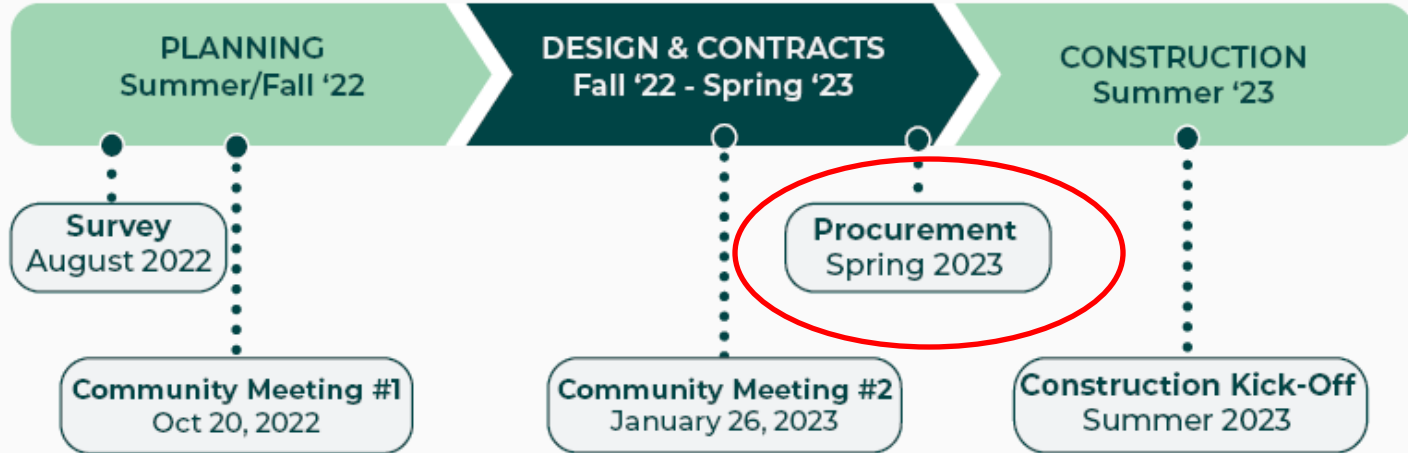 PLANNING
Summer/Fall ‘22
DESIGN & CONTRACTS
Fall ‘22 - Spring ‘23
CONSTRUCTION
Summer ‘23
Survey
August 2022
Procurement
Spring 2023
Community Meeting #1
Oct 20, 2022
Community Meeting #2
January 26, 2023
Construction Kick-Off
Summer 2023